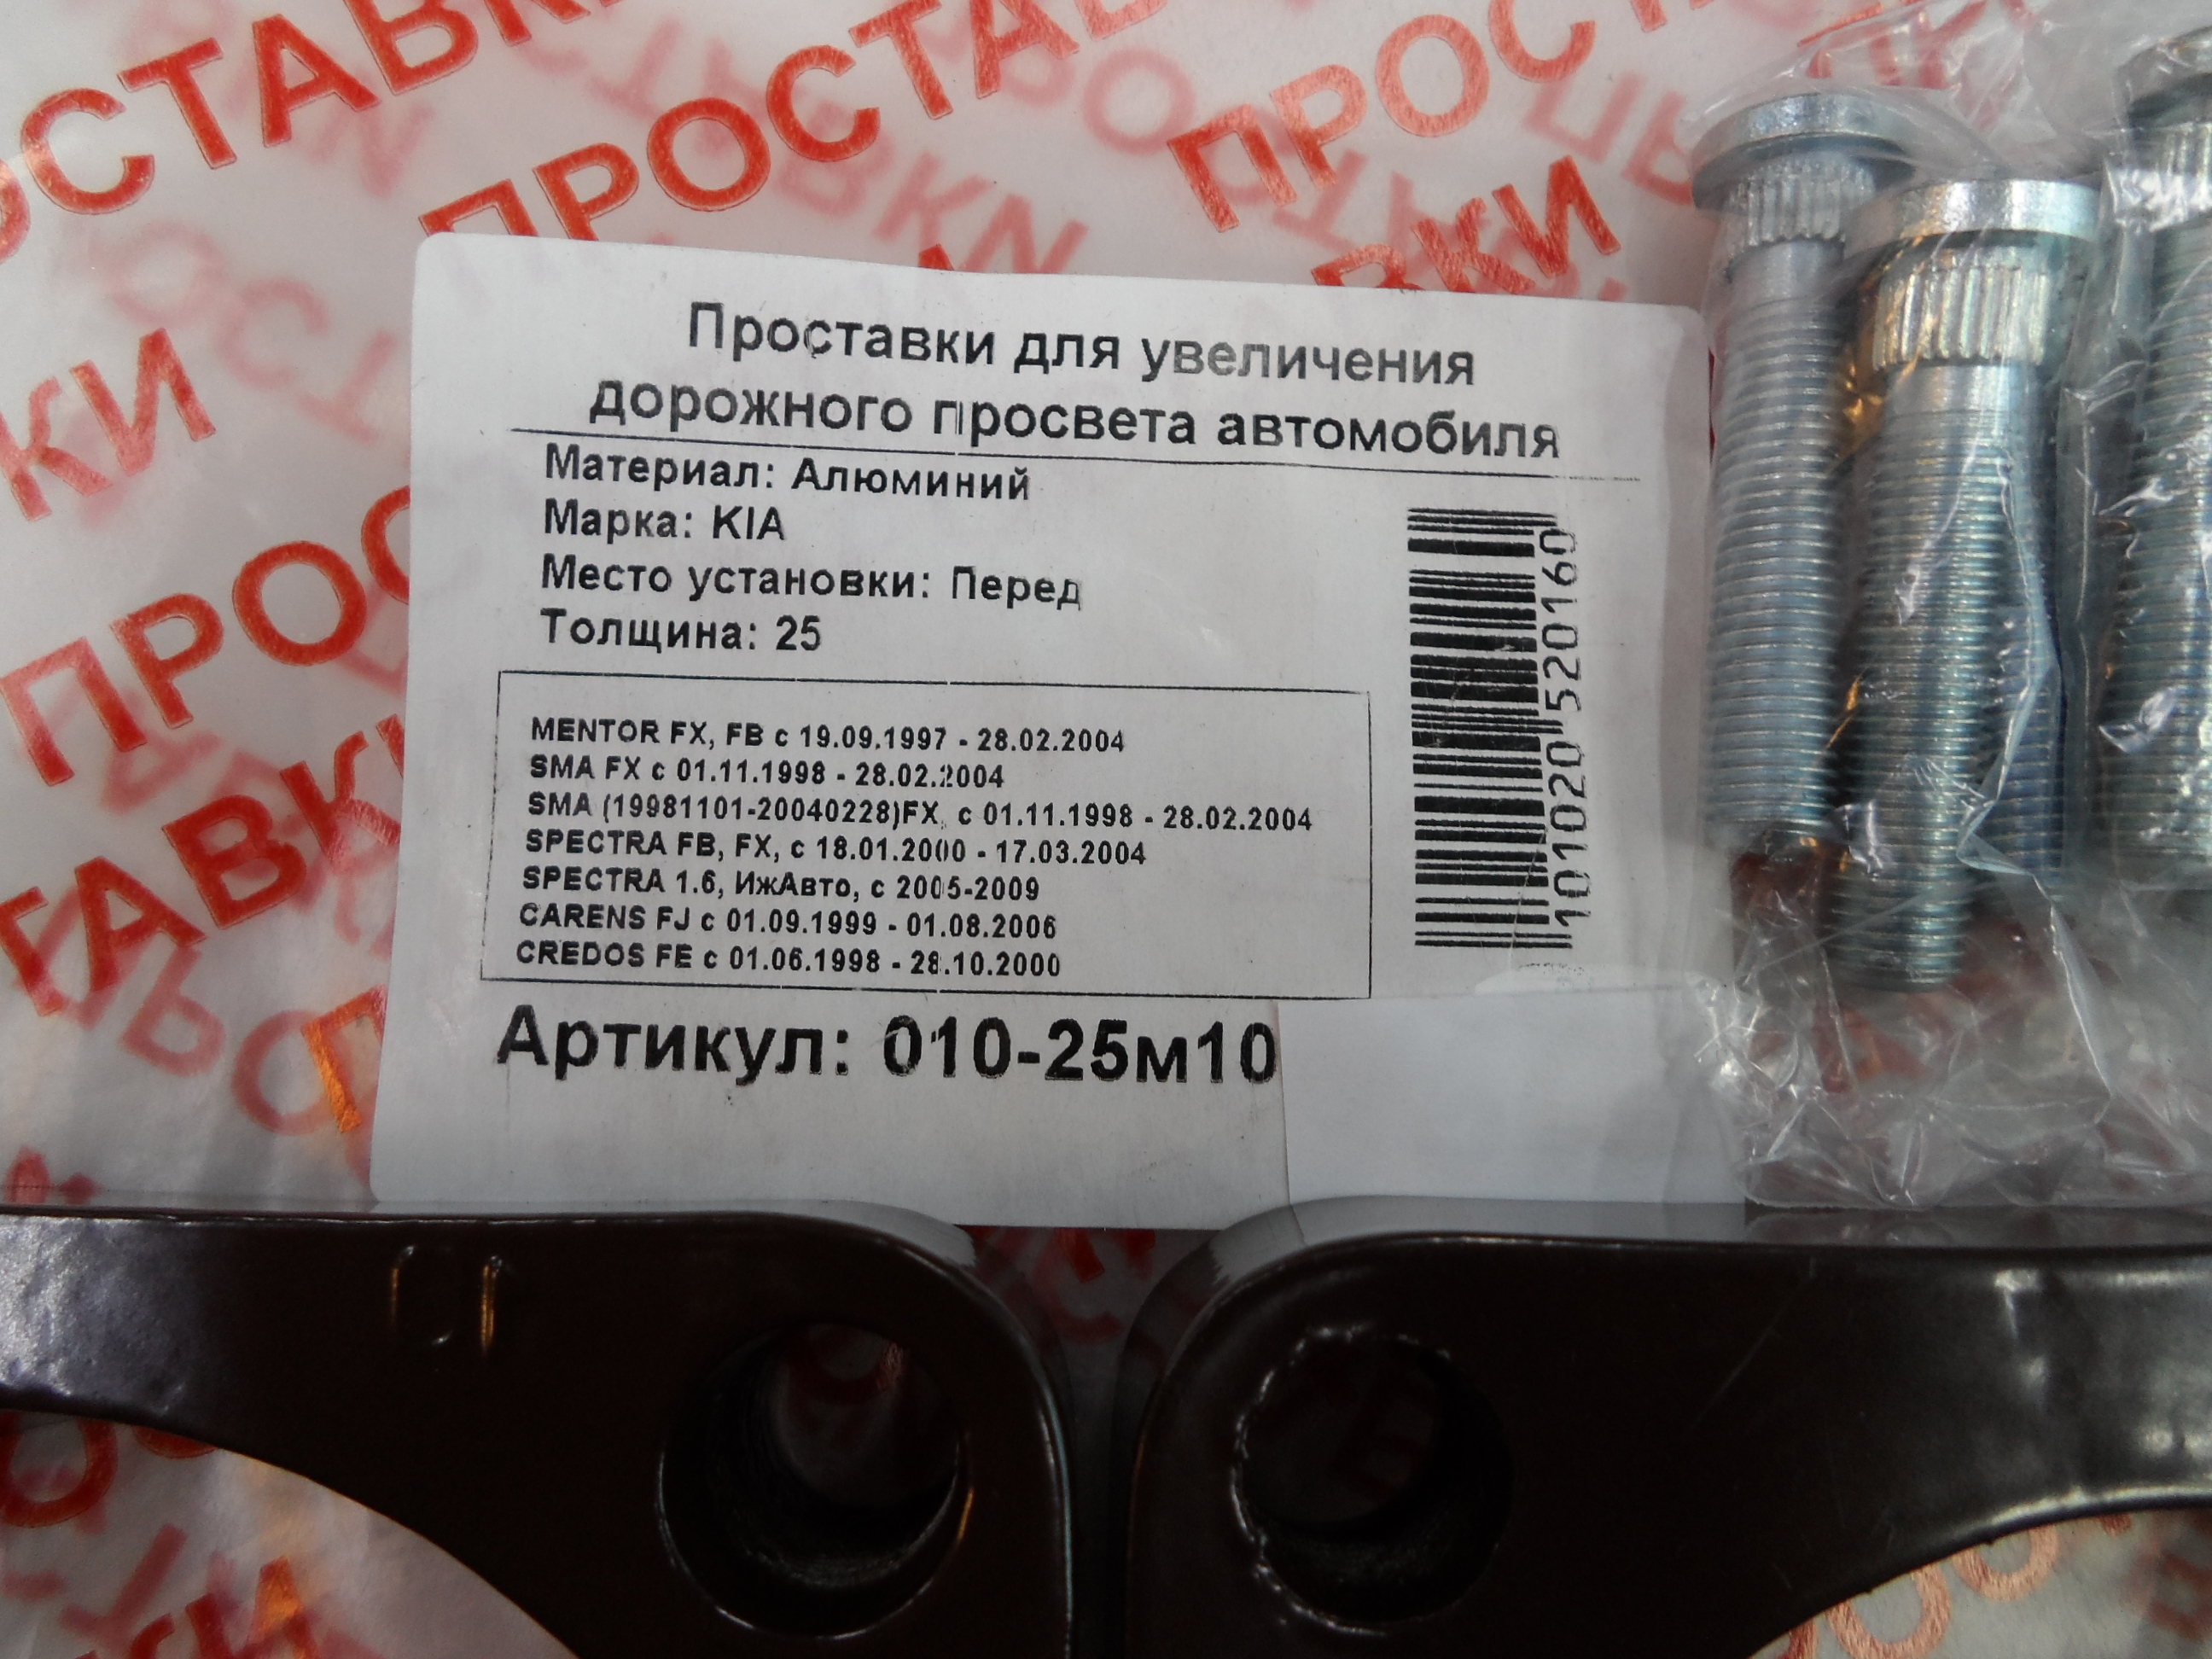 ПРОСТАВКИ
ПРОСТАВКИ
Проставки для увеличения
дорожного просвета автомобиля
Материал: Алюминий
Марка: KIA
Место установки: Перед
Толщина: 25
MENTOR FX, FB с 19.09.1997 - 28.02.2004
SMA FX с 01.11.1998 - 28.02.2004
SMA (19981101-20040228)FX, с 01.11.1998 - 28.02.2004
SPECTRA FB, FX, с 18.01.2000 - 17.03.2004
SPECTRA 1.6, ИжАвто, с 2005-2009
CARENS FJ с 01.09.1999 - 01.08.2006
CREDOS FE с 01.06.1998 - 28.10.2000
Артикул: 010-25м10
101020 520160